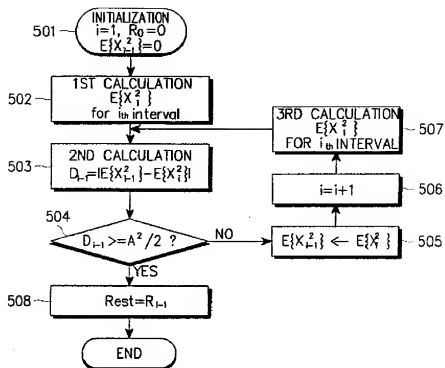 501
INITIALIZATION
i=1, R₀=0
E{X²ᵢ₋₁}=0
502
1ST CALCULATION
E{X²ᵢ}
for iₜₕ interval
503
2ND CALCULATION
Dᵢ₋₁=|E{X²ᵢ₋₁}-E{X²ᵢ}|
504
Dᵢ₋₁>=A²/2 ?
NO
YES
508
Rest=Rᵢ₋₁
END
3RD CALCULATION
E{X²ᵢ}
FOR iₜₕ INTERVAL
507
i=i+1
506
E{X²ᵢ₋₁} ← E{X²ᵢ}
505